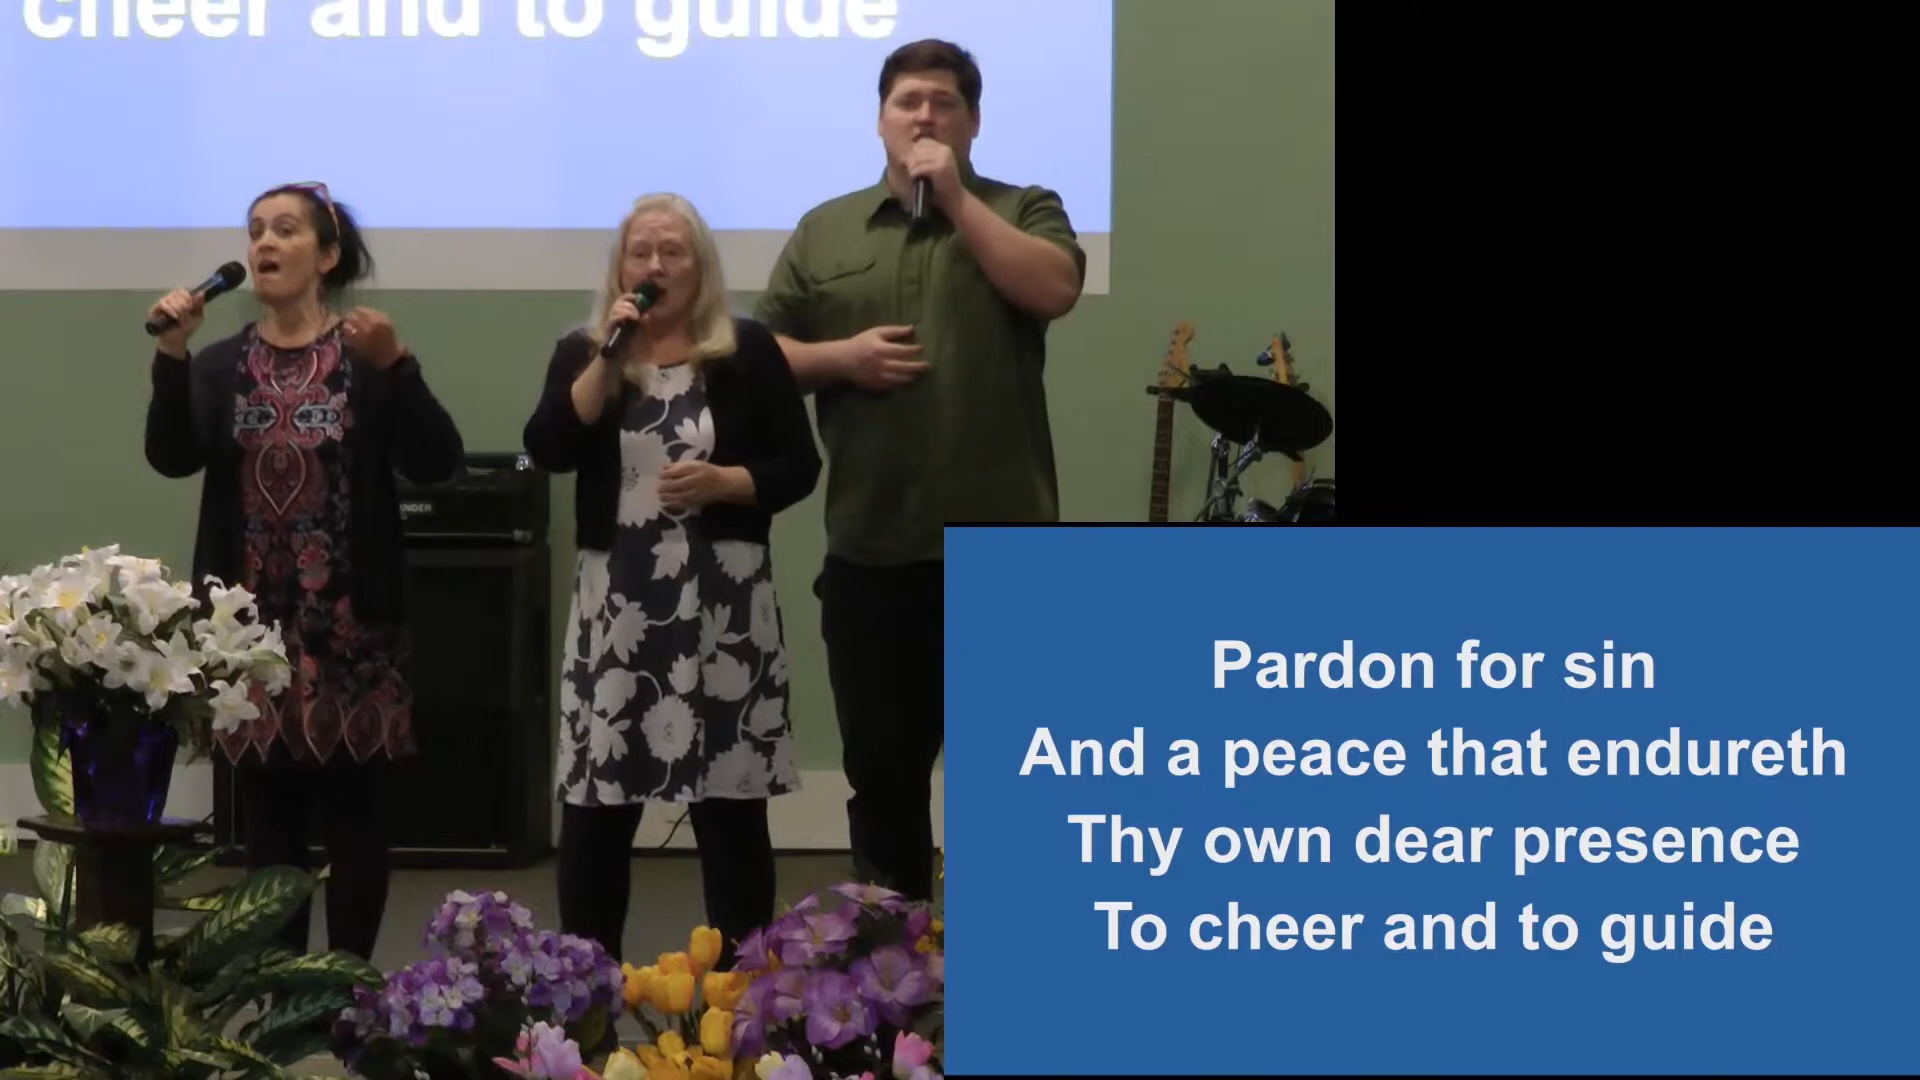 cheer and to guide
Pardon for sin
And a peace that endureth
Thy own dear presence
To cheer and to guide